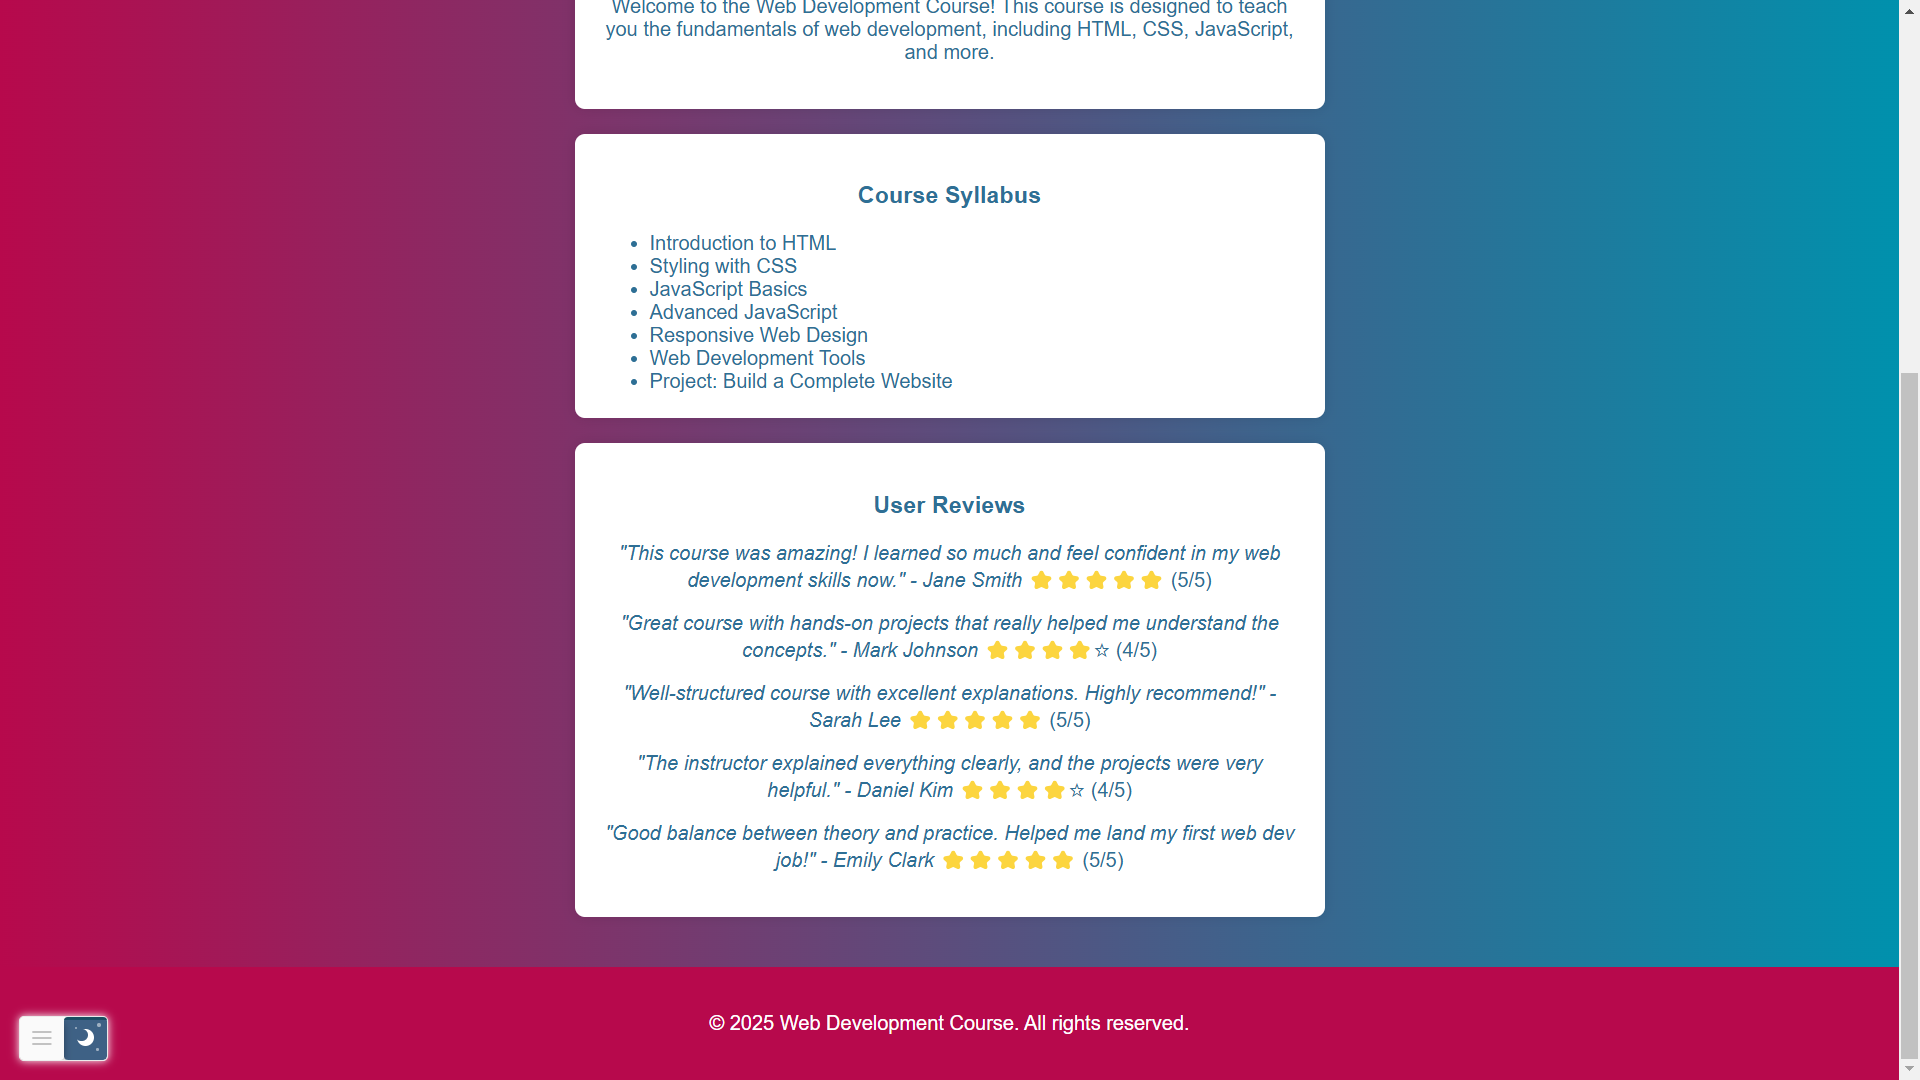 Welcome to the Web Development Course! This course is designed to teach
you the fundamentals of web development, including HTML, CSS, JavaScript,
and more.
Course Syllabus
• Introduction to HTML
• Styling with CSS
• JavaScript Basics
• Advanced JavaScript
• Responsive Web Design
• Web Development Tools
• Project: Build a Complete Website
User Reviews
"This course was amazing! I learned so much and feel confident in my web
development skills now." - Jane Smith ⭐⭐⭐⭐⭐ (5/5)
"Great course with hands-on projects that really helped me understand the
concepts." - Mark Johnson ⭐⭐⭐⭐☆ (4/5)
"Well-structured course with excellent explanations. Highly recommend!" -
Sarah Lee ⭐⭐⭐⭐⭐ (5/5)
"The instructor explained everything clearly, and the projects were very
helpful." - Daniel Kim ⭐⭐⭐⭐☆ (4/5)
"Good balance between theory and practice. Helped me land my first web dev
job!" - Emily Clark ⭐⭐⭐⭐⭐ (5/5)
© 2025 Web Development Course. All rights reserved.